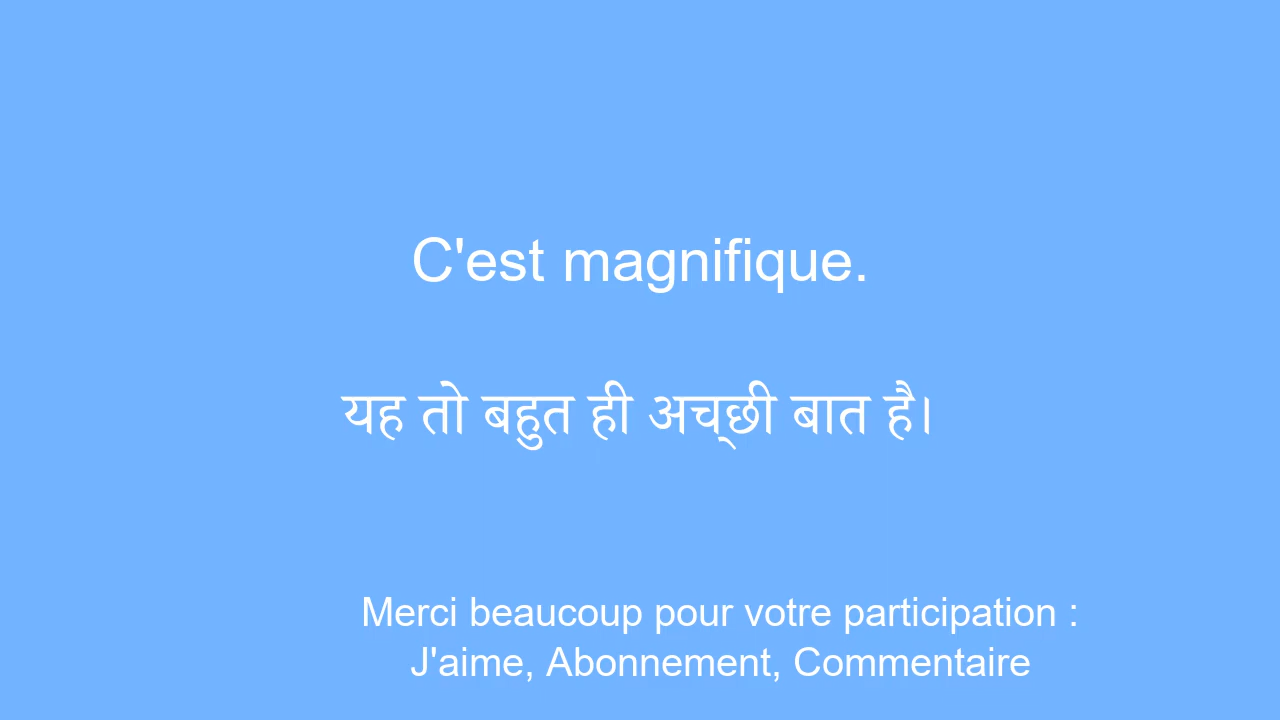 C'est magnifique.
यह तो बहुत ही अच्छी बात है।
Merci beaucoup pour votre participation :
J'aime, Abonnement, Commentaire